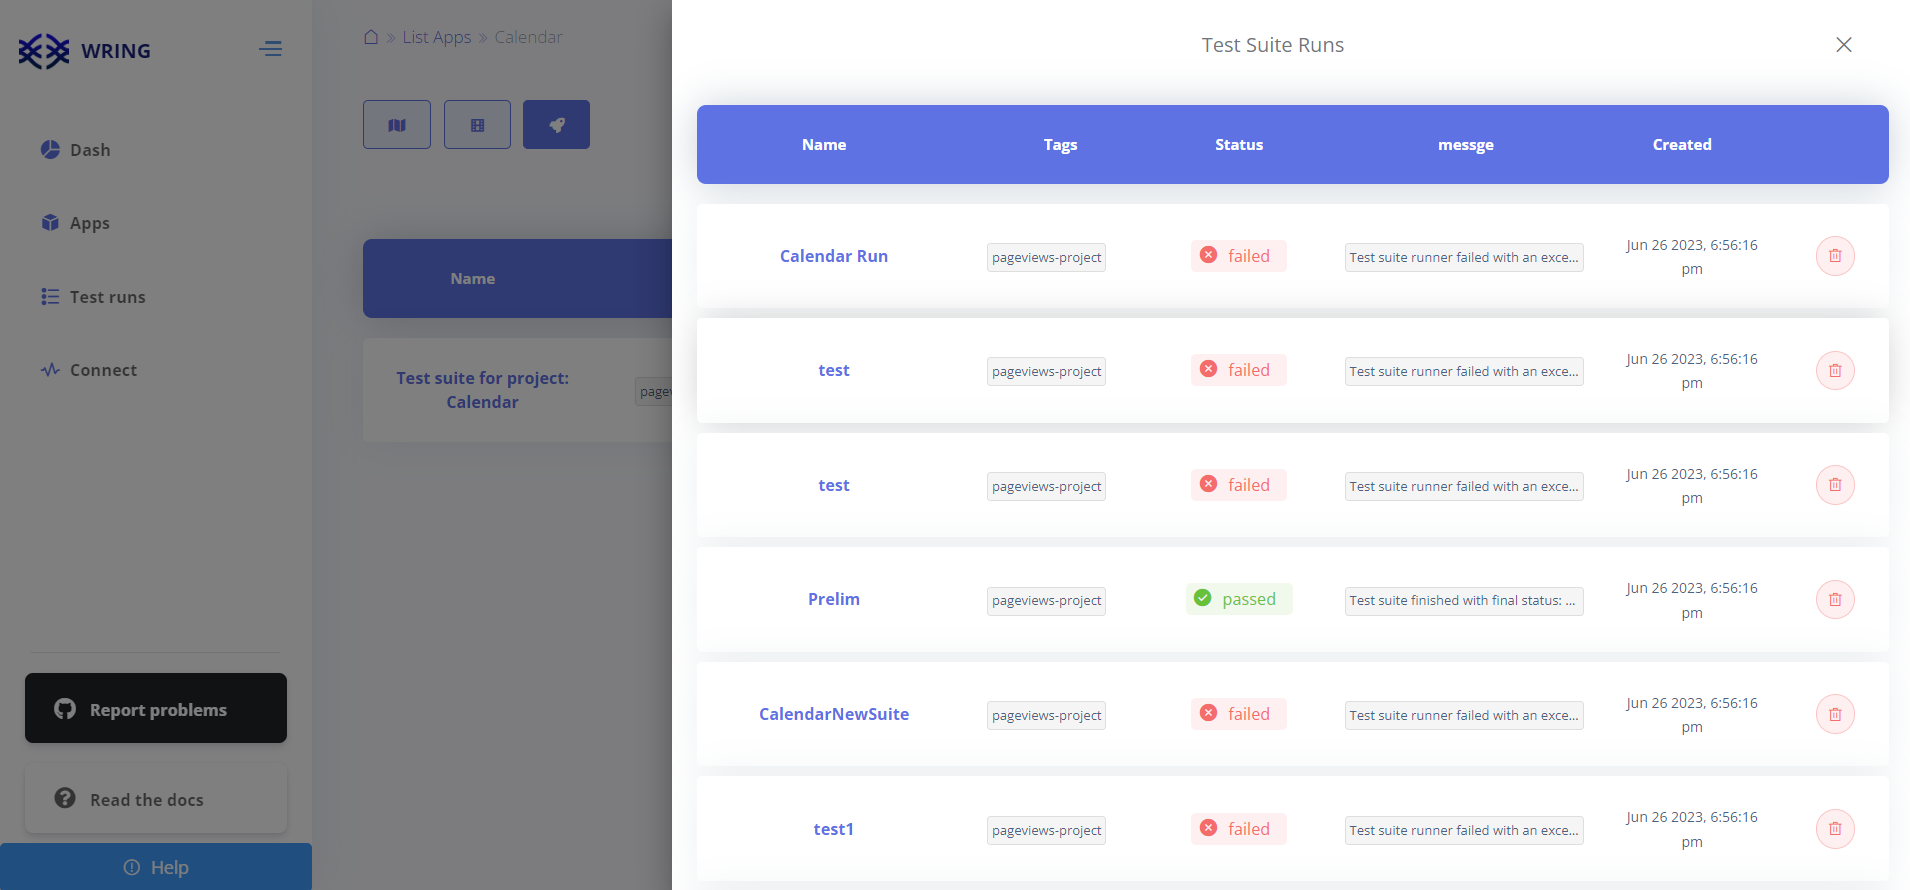 WRING
Dash
Apps
Test runs
Connect
Report problems
Read the docs
Help
» List Apps » Calendar
Name
Test suite for project:
Calendar
Test Suite Runs
Name Tags Status messge Created
Calendar Run pageviews-project failed Test suite runner failed with an exce... Jun 26 2023, 6:56:16
pm
test pageviews-project failed Test suite runner failed with an exce... Jun 26 2023, 6:56:16
pm
test pageviews-project failed Test suite runner failed with an exce... Jun 26 2023, 6:56:16
pm
Prelim pageviews-project passed Test suite finished with final status: ... Jun 26 2023, 6:56:16
pm
CalendarNewSuite pageviews-project failed Test suite runner failed with an exce... Jun 26 2023, 6:56:16
pm
test1 pageviews-project failed Test suite runner failed with an exce... Jun 26 2023, 6:56:16
pm